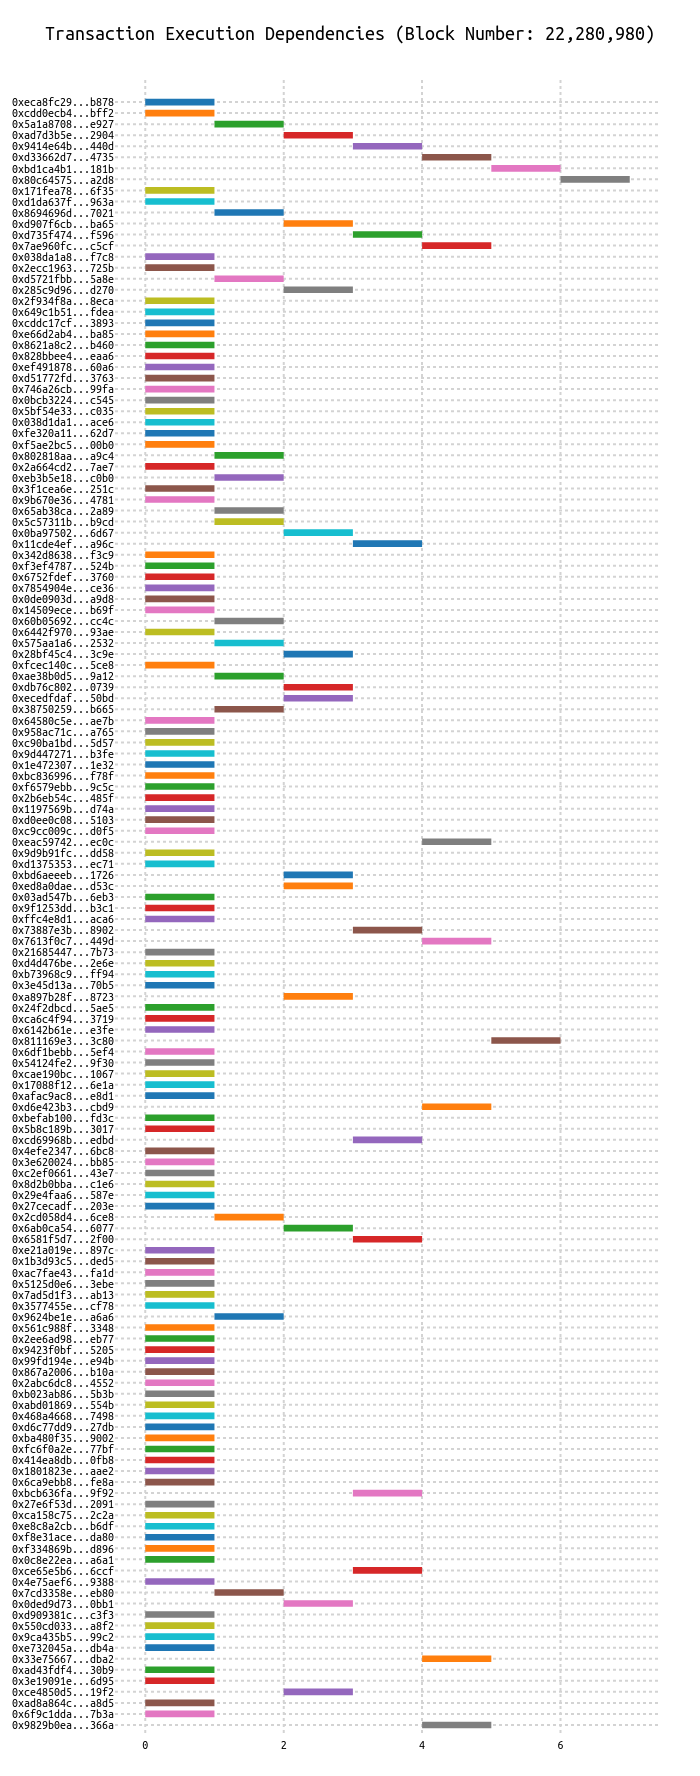 Transaction Execution Dependencies (Block Number: 22,280,980)
0xeca8fc29...b878
0xcdd0ecb4...bff2
0x5a1a8708...e927
0xad7d3b5e...2904
0x9414e64b...440d
0xd33662d7...4735
0xbd1ca4b1...181b
0x80c64575...a2d8
0x171fea78...6f35
0xd1da637f...963a
0x8694696d...7021
0xd907f6cb...ba65
0xd735f474...f596
0x7ae960fc...c5cf
0x038da1a8...f7c8
0x2ecc1963...725b
0xd5721fbb...5a8e
0x285c9d96...d270
0x2f934f8a...8eca
0x649c1b51...fdea
0xcddc17cf...3893
0xe66d2ab4...ba85
0x8621a8c2...b460
0x828bbee4...eaa6
0xef491878...60a6
0xd51772fd...3763
0x746a26cb...99fa
0x0bcb3224...c545
0x5bf54e33...c035
0x038d1da1...ace6
0xfe320a11...62d7
0xf5ae2bc5...00b0
0x802818aa...a9c4
0x2a664cd2...7ae7
0xeb3b5e18...c0b0
0x3f1cea6e...251c
0x9b670e36...4781
0x65ab38ca...2a89
0x5c57311b...b9cd
0x0ba97502...6d67
0x11cde4ef...a96c
0x342d8638...f3c9
0xf3ef4787...524b
0x6752fdef...3760
0x7854904e...ce36
0x0de0903d...a9d8
0x14509ece...b69f
0x60b05692...cc4c
0x6442f970...93ae
0x575aa1a6...2532
0x28bf45c4...3c9e
0xfcec140c...5ce8
0xae38b0d5...9a12
0xdb76c802...0739
0xecedfdaf...50bd
0x38750259...b665
0x64580c5e...ae7b
0x958ac71c...a765
0xc90ba1bd...5d57
0x9d447271...b3fe
0x1e472307...1e32
0xbc836996...f78f
0xf6579ebb...9c5c
0x2b6eb54c...485f
0x1197569b...d74a
0xd0ee0c08...5103
0xc9cc009c...d0f5
0xeac59742...ec0c
0x9d9b91fc...dd58
0xd1375353...ec71
0xbd6aeeeb...1726
0xed8a0dae...d53c
0x03ad547b...6eb3
0x9f1253dd...b3c1
0xffc4e8d1...aca6
0x73887e3b...8902
0x7613f0c7...449d
0x21685447...7b73
0xd4d476be...2e6e
0xb73968c9...ff94
0x3e45d13a...70b5
0xa897b28f...8723
0x24f2dbcd...5ae5
0xca6c4f94...3719
0x6142b61e...e3fe
0x811169e3...3c80
0x6df1bebb...5ef4
0x54124fe2...9f30
0xcae190bc...1067
0x17088f12...6e1a
0xafac9ac8...e8d1
0xd6e423b3...cbd9
0xbefab100...fd3c
0x5b8c189b...3017
0xcd69968b...edbd
0x4efe2347...6bc8
0x3e620024...bb85
0xc2ef0661...43e7
0x8d2b0bba...c1e6
0x29e4faa6...587e
0x27cecadf...203e
0x2cd058d4...6ce8
0x6ab0ca54...6077
0x6581f5d7...2f00
0xe21a019e...897c
0x1b3d93c5...ded5
0xac7fae43...fa1d
0x5125d0e6...3ebe
0x7ad5d1f3...ab13
0x3577455e...cf78
0x9624be1e...a6a6
0x561c988f...3348
0x2ee6ad98...eb77
0x9423f0bf...5205
0x99fd194e...e94b
0x867a2006...b10a
0x2abc6dc8...4552
0xb023ab86...5b3b
0xabd01869...554b
0x468a4668...7498
0xd6c77dd9...27db
0xba480f35...9002
0xfc6f0a2e...77bf
0x414ea8db...0fb8
0x1801823e...aae2
0x6ca9ebb8...fe8a
0xbcb636fa...9f92
0x27e6f53d...2091
0xca158c75...2c2a
0xe8c8a2cb...b6df
0xf8e31ace...da80
0xf334869b...d896
0x0c8e22ea...a6a1
0xce65e5b6...6ccf
0x4e75aef6...9388
0x7cd3358e...eb80
0x0ded9d73...0bb1
0xd909381c...c3f3
0x550cd033...a8f2
0x9ca435b5...99c2
0xe732045a...db4a
0x33e75667...dba2
0xad43fdf4...30b9
0x3e19091e...6d95
0xce4850d5...19f2
0xad8a864c...a8d5
0x6f9c1dda...7b3a
0x9829b0ea...366a
0 2 4 6